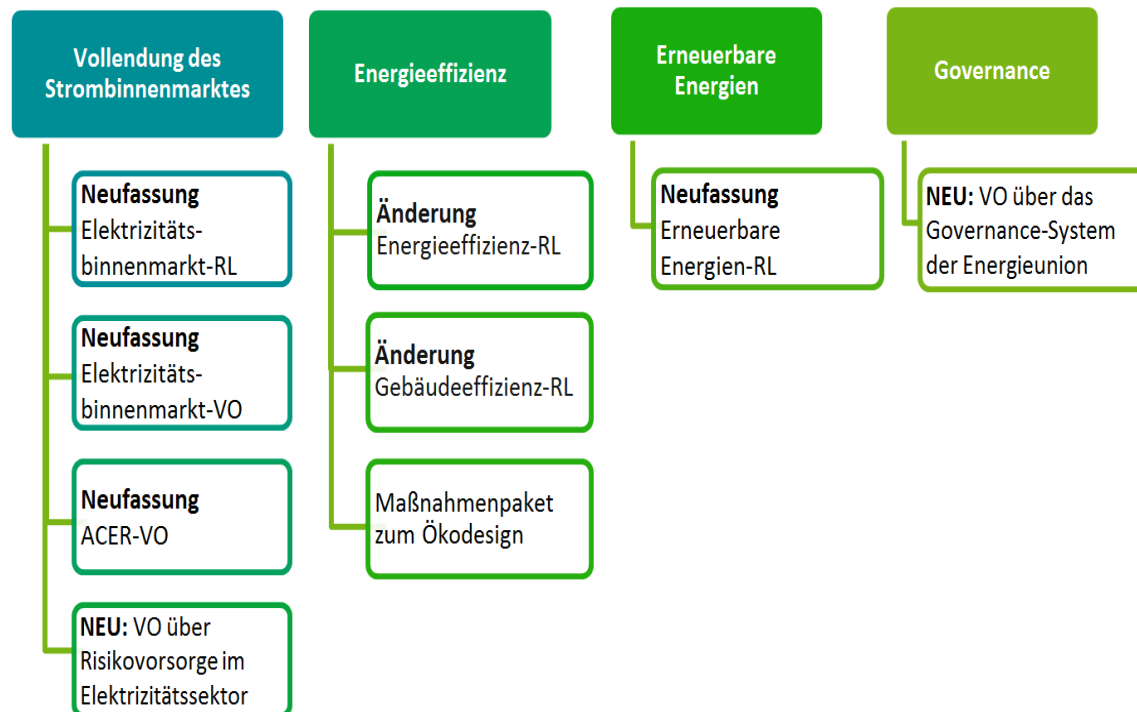 Vollendung des
Strombinnenmarktes
Neufassung
Elektrizitäts-
binnenmarkt-RL
Neufassung
Elektrizitäts-
binnenmarkt-VO
Neufassung
ACER-VO
NEU: VO über
Risikovorsorge im
Elektrizitätssektor
Energieeffizienz
Änderung
Energieeffizienz-RL
Änderung
Gebäudeeffizienz-RL
Maßnahmenpaket
zum Ökodesign
Erneuerbare
Energien
Neufassung
Erneuerbare
Energien-RL
Governance
NEU: VO über das
Governance-System
der Energieunion